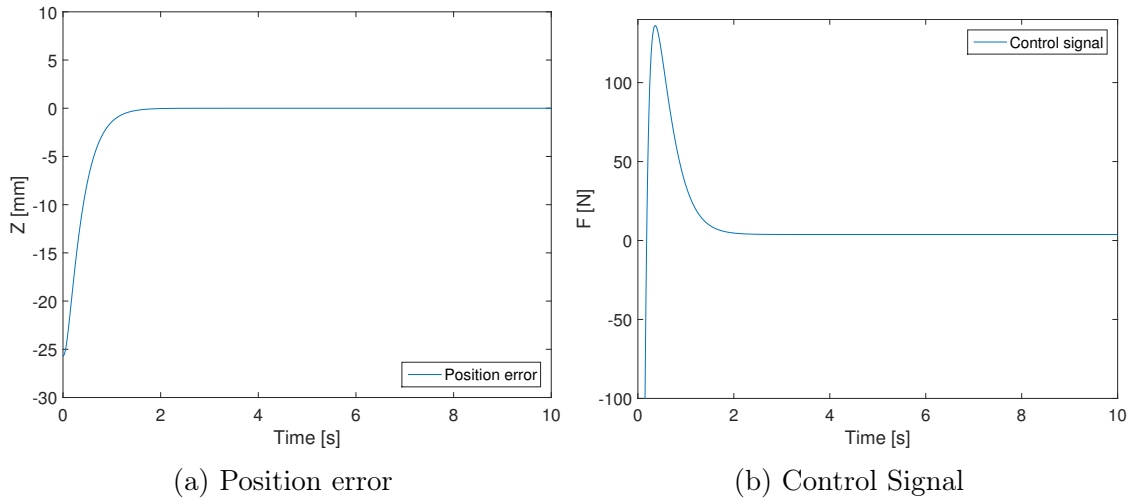 10
5
0
-5
-10
-15
-20
-25
-30
Z [mm]
0 2 4 6 8 10
Time [s]
Position error
(a) Position error
100
50
0
-50
-100
F [N]
0 2 4 6 8 10
Time [s]
Control signal
(b) Control Signal